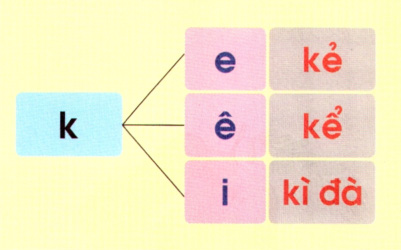 e kẻ
k ê kể
i kì đà